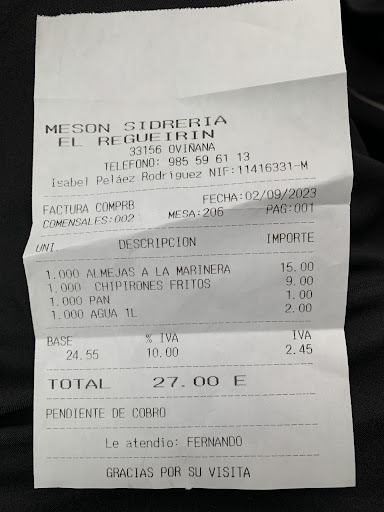 MESON SIDRERIA
EL REGUEIRIN
33156 OVIÑANA
TELEFONO: 985 59 61 13
Isabel Peláez Rodriguez NIF:11416331-M
FACTURA COMPRB FECHA:02/09/2023
COMENSALES:002 MESA:206 PAG:001
UNI DESCRIPCION IMPORTE
1.000 ALMEJAS A LA MARINERA 15.00
1.000 CHIPIRONES FRITOS 9.00
1.000 PAN 1.00
1.000 AGUA 1L 2.00
BASE % IVA IVA
24.55 10.00 2.45
TOTAL 27.00 E
PENDIENTE DE COBRO
Le atendio: FERNANDO
GRACIAS POR SU VISITA